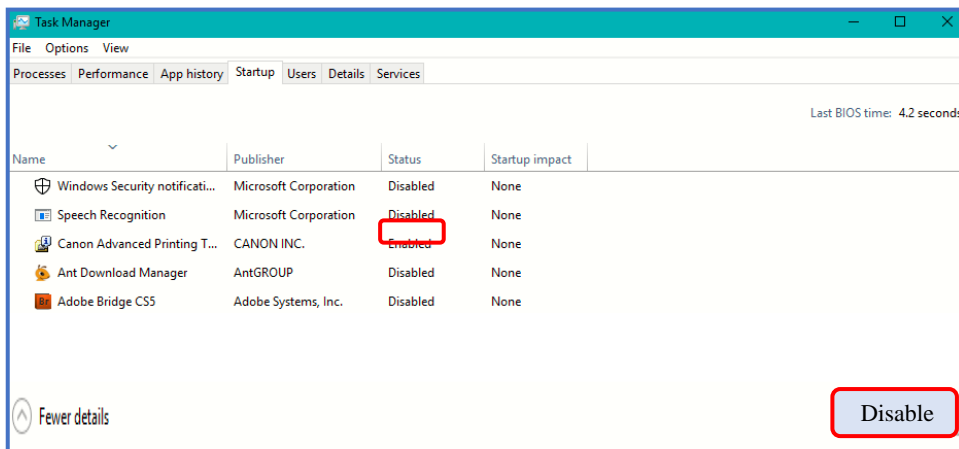 Task Manager
File Options View
Processes Performance App history Startup Users Details Services
Last BIOS time: 4.2 seconds
Name Publisher Status Startup impact
Windows Security notificati... Microsoft Corporation Disabled None
Speech Recognition Microsoft Corporation Disabled None
Canon Advanced Printing T... CANON INC. Enabled None
Ant Download Manager AntGROUP Disabled None
Br Adobe Bridge CS5 Adobe Systems, Inc. Disabled None
Fewer details Disable